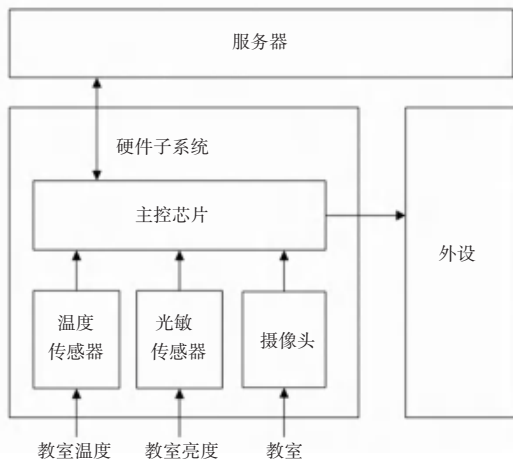 服务器
硬件子系统
主控芯片
外设
温度
传感器
光敏
传感器
摄像头
教室温度
教室亮度
教室